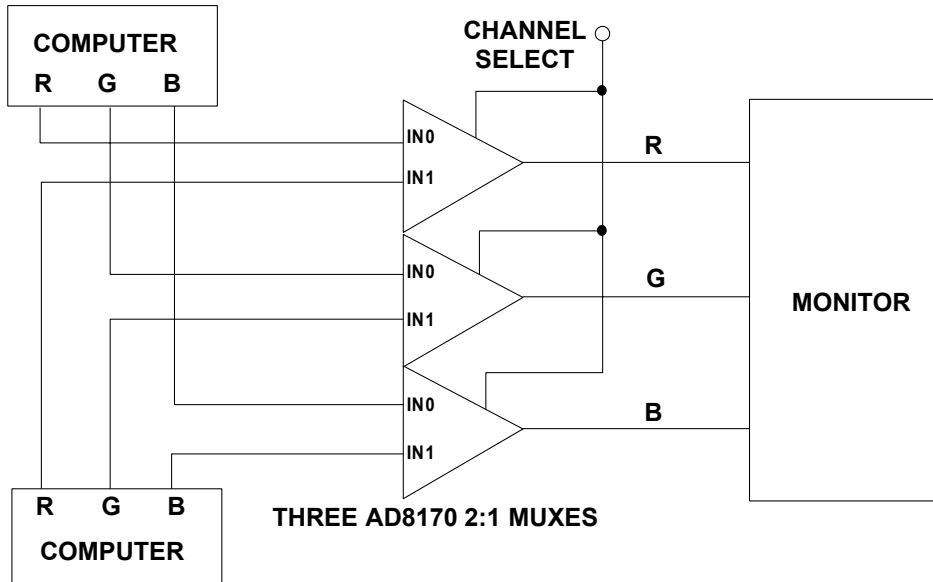 COMPUTER
R G B
CHANNEL
SELECT
IN0
IN1
R
IN0
IN1
G
MONITOR
IN0
IN1
B
R G B
COMPUTER
THREE AD8170 2:1 MUXES